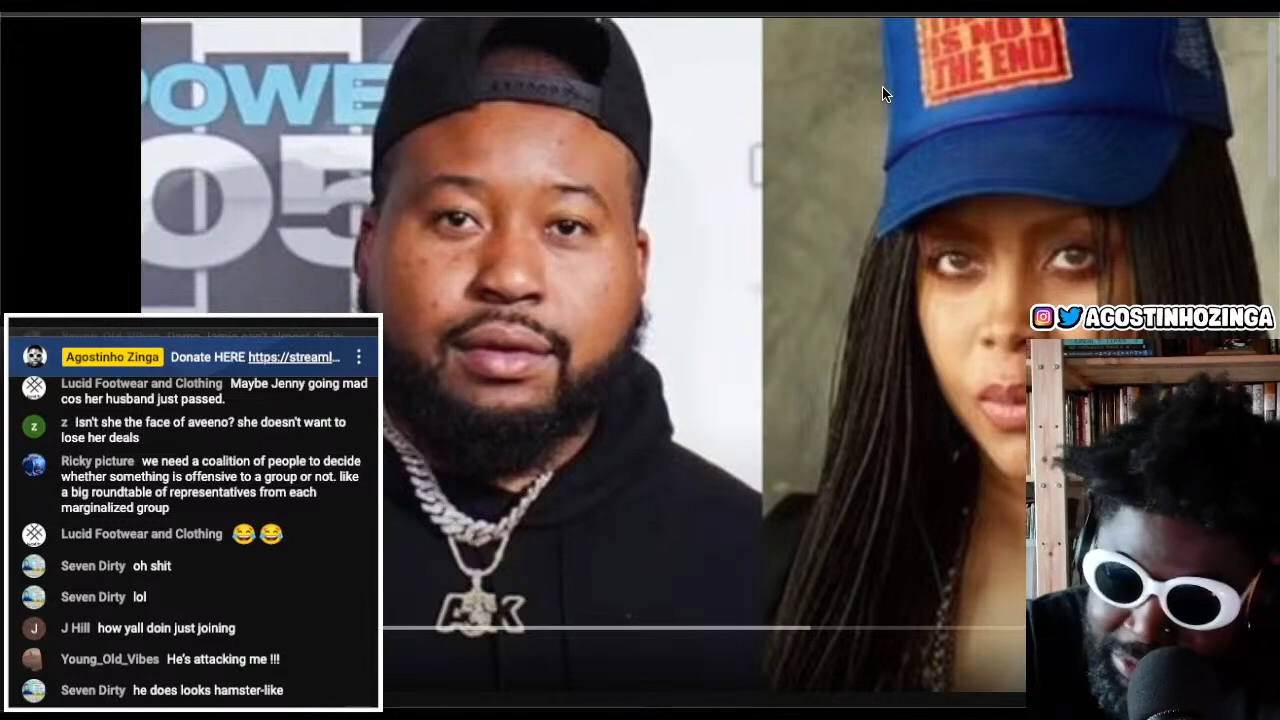 POWE
05
IS NOT
THE END
AGOSTINHOZINGA
Agostinho Zinga Donate HERE https://streaml...
Lucid Footwear and Clothing Maybe Jenny going mad
cos her husband just passed.
z Isn't she the face of aveeno? she doesn't want to
lose her deals
Ricky picture we need a coalition of people to decide
whether something is offensive to a group or not. like
a big roundtable of representatives from each
marginalized group
Lucid Footwear and Clothing 😂😂
Seven Dirty oh shit
Seven Dirty lol
J Hill how yall doin just joining
Young_Old_Vibes He's attacking me !!!
Seven Dirty he does looks hamster-like